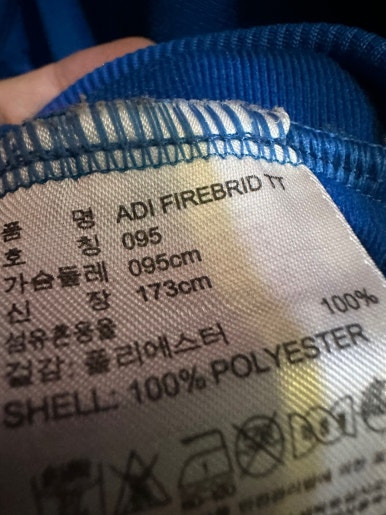 품 명 ADI FIREBRID TT
호 칭 095
가슴둘레 095cm
신 장 173cm
섬유혼용율
겉감: 폴리에스터 100%
SHELL: 100% POLYESTER